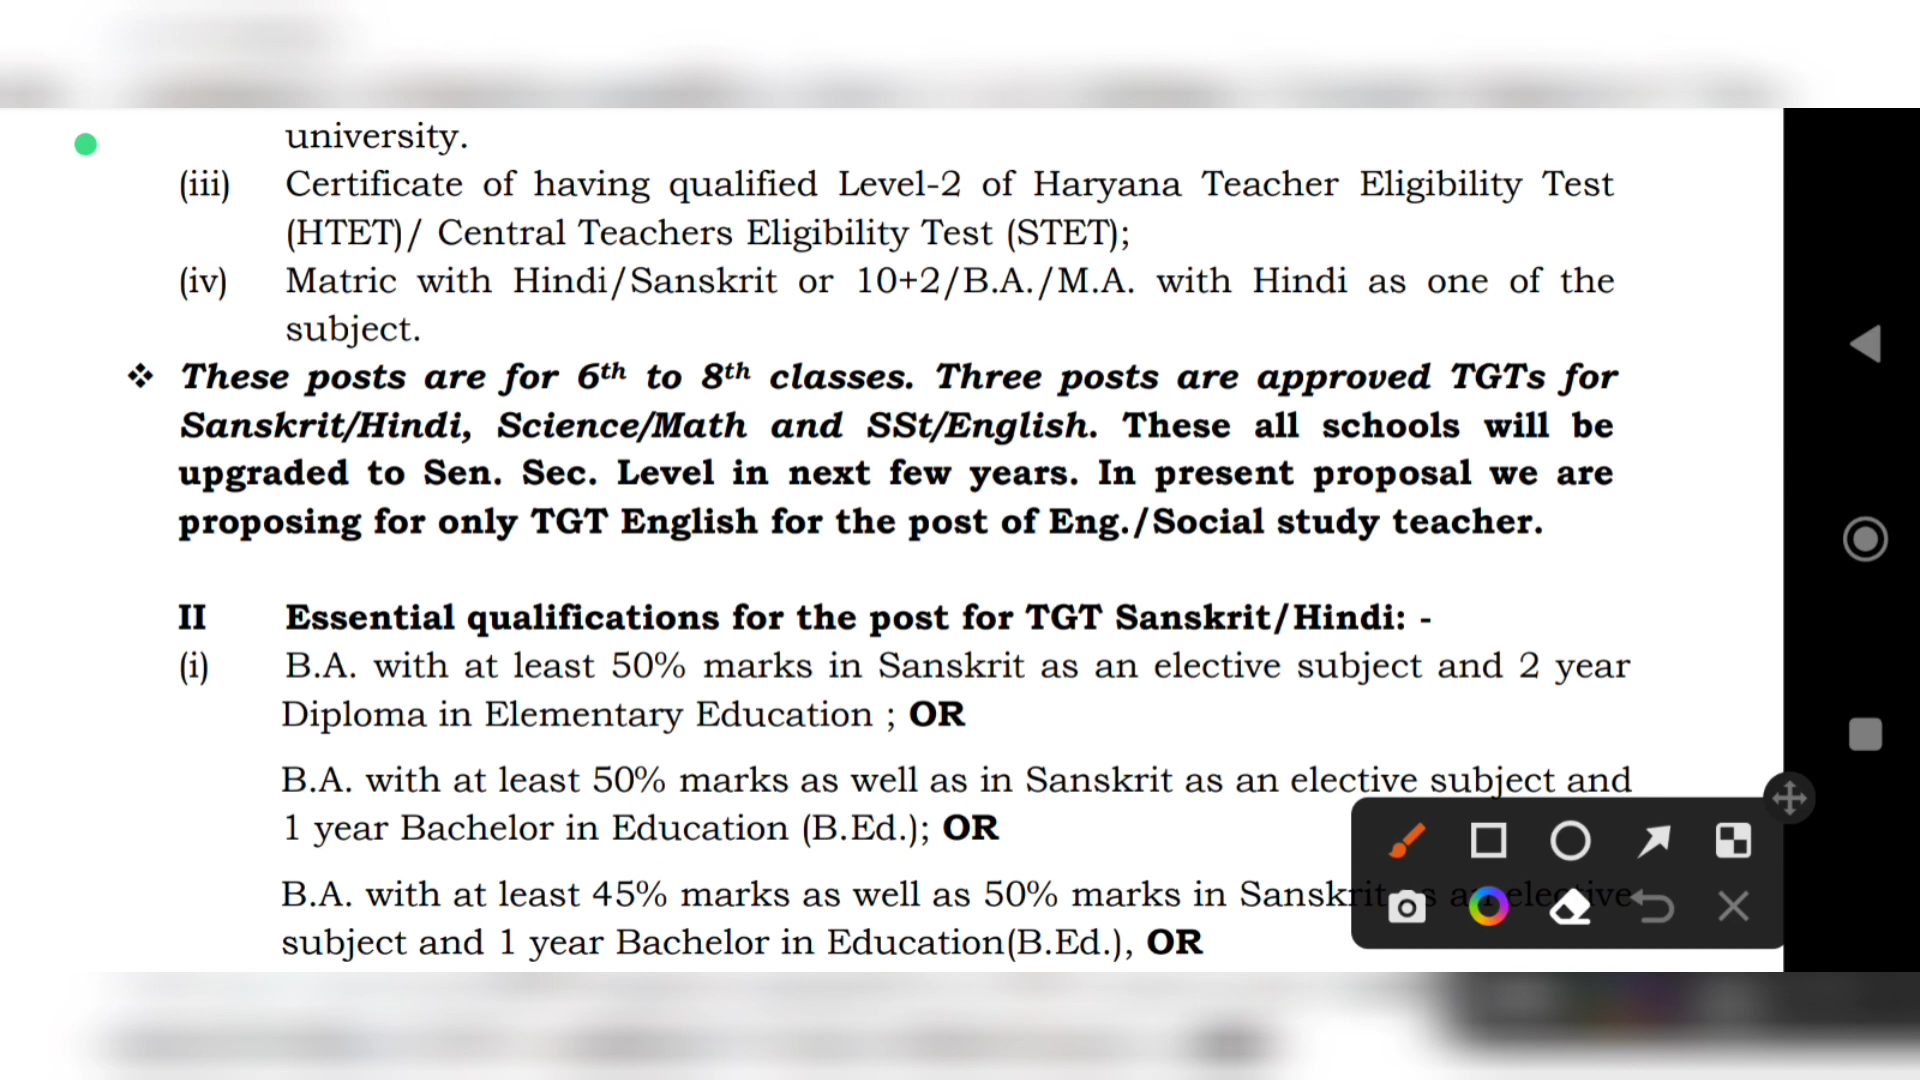 university.
(iii) Certificate of having qualified Level-2 of Haryana Teacher Eligibility Test
(HTET)/ Central Teachers Eligibility Test (STET);
(iv) Matric with Hindi/Sanskrit or 10+2/B.A./M.A. with Hindi as one of the
subject.
❖ These posts are for 6th to 8th classes. Three posts are approved TGTs for
Sanskrit/Hindi, Science/Math and SSt/English. These all schools will be
upgraded to Sen. Sec. Level in next few years. In present proposal we are
proposing for only TGT English for the post of Eng./Social study teacher.
II Essential qualifications for the post for TGT Sanskrit/Hindi: -
(i) B.A. with at least 50% marks in Sanskrit as an elective subject and 2 year
Diploma in Elementary Education ; OR
B.A. with at least 50% marks as well as in Sanskrit as an elective subject and
1 year Bachelor in Education (B.Ed.); OR
B.A. with at least 45% marks as well as 50% marks in Sanskrit as an elective
subject and 1 year Bachelor in Education(B.Ed.), OR